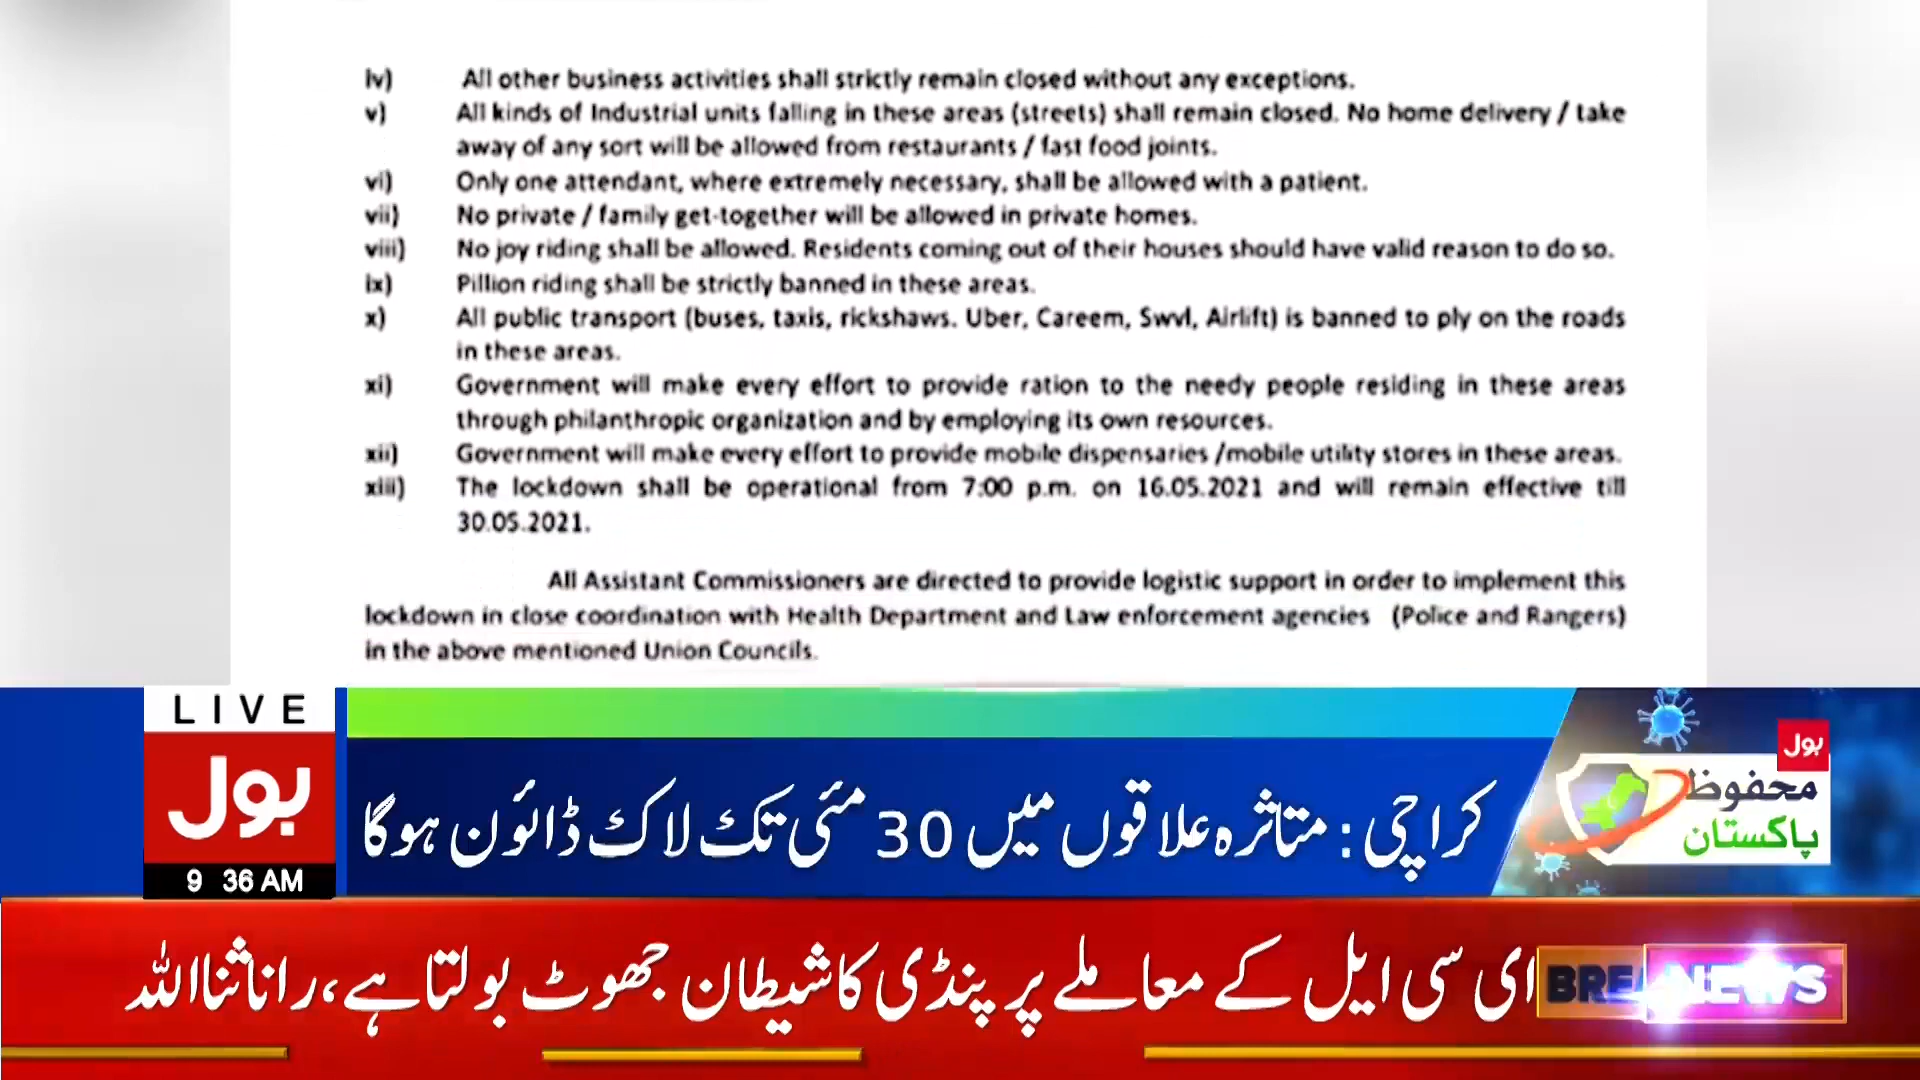 iv) All other business activities shall strictly remain closed without any exceptions.
v) All kinds of Industrial units falling in these areas (streets) shall remain closed. No home delivery / take
away of any sort will be allowed from restaurants / fast food joints.
vi) Only one attendant, where extremely necessary, shall be allowed with a patient.
vii) No private / family get-together will be allowed in private homes.
viii) No joy riding shall be allowed. Residents coming out of their houses should have valid reason to do so.
ix) Pillion riding shall be strictly banned in these areas.
x) All public transport (buses, taxis, rickshaws. Uber, Careem, Swvl, Airlift) is banned to ply on the roads
in these areas.
xi) Government will make every effort to provide ration to the needy people residing in these areas
through philanthropic organization and by employing its own resources.
xii) Government will make every effort to provide mobile dispensaries /mobile utility stores in these areas.
xiii) The lockdown shall be operational from 7:00 p.m. on 16.05.2021 and will remain effective till
30.05.2021.
All Assistant Commissioners are directed to provide logistic support in order to implement this
lockdown in close coordination with Health Department and Law enforcement agencies (Police and Rangers)
in the above mentioned Union Councils.
LIVE
بول
9 36 AM
کراچی: متاثرہ علاقوں میں 30 مئی تک لاک ڈائون ہوگا
بول
محفوظ
پاکستان
ای سی ایل کے معاملے پر پنڈی کا شیطان جھوٹ بولتا ہے، رانا ثنااللہ
NEWS